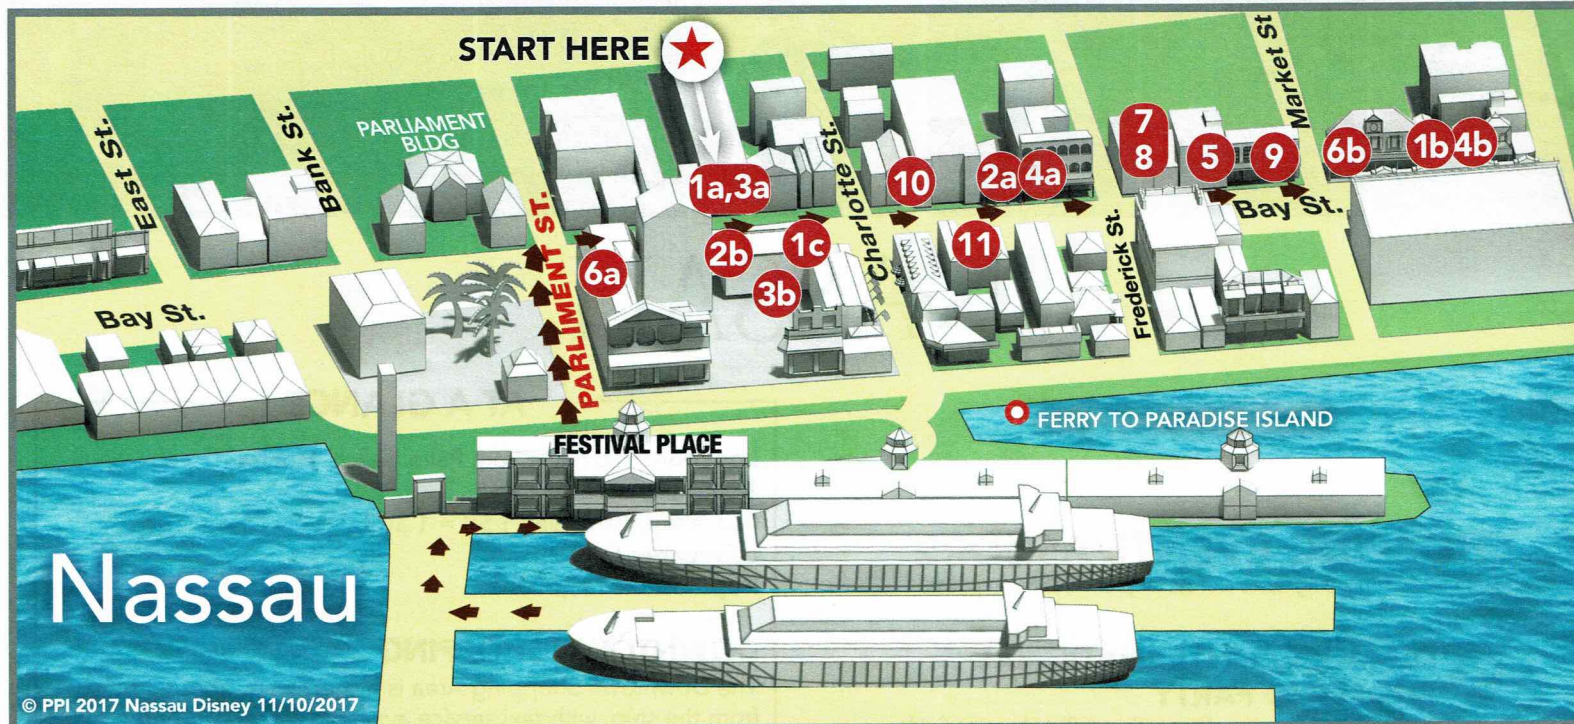 START HERE
East St.
Bank St.
PARLIAMENT
BLDG
PARLIMENT ST.
Charlotte St.
Frederick St.
Market St
1a,3a
10
2a
4a
7
8
5
9
6b
1b
4b
6a
2b
1c
3b
11
Bay St.
Bay St.
FERRY TO PARADISE ISLAND
FESTIVAL PLACE
Nassau
© PPI 2017 Nassau Disney 11/10/2017